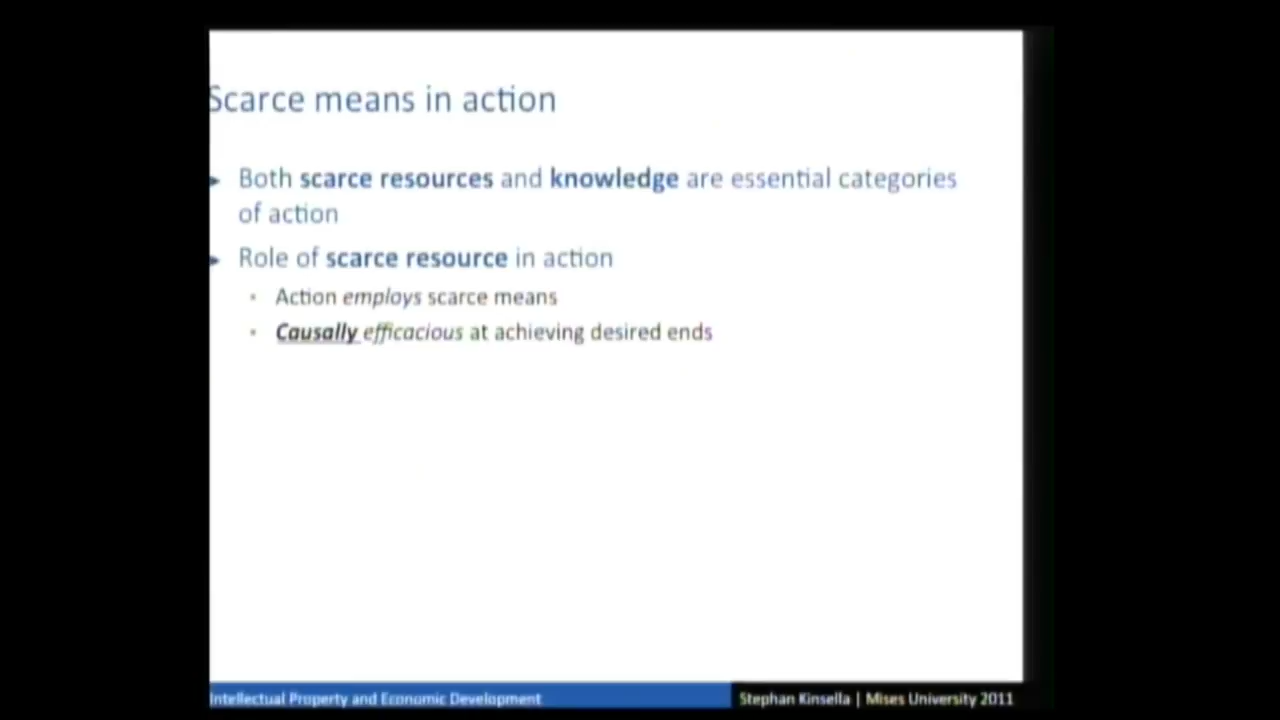 Scarce means in action
Both scarce resources and knowledge are essential categories
of action
Role of scarce resource in action
Action employs scarce means
Causally efficacious at achieving desired ends
Intellectual Property and Economic Development
Stephan Kinsella | Mises University 2011